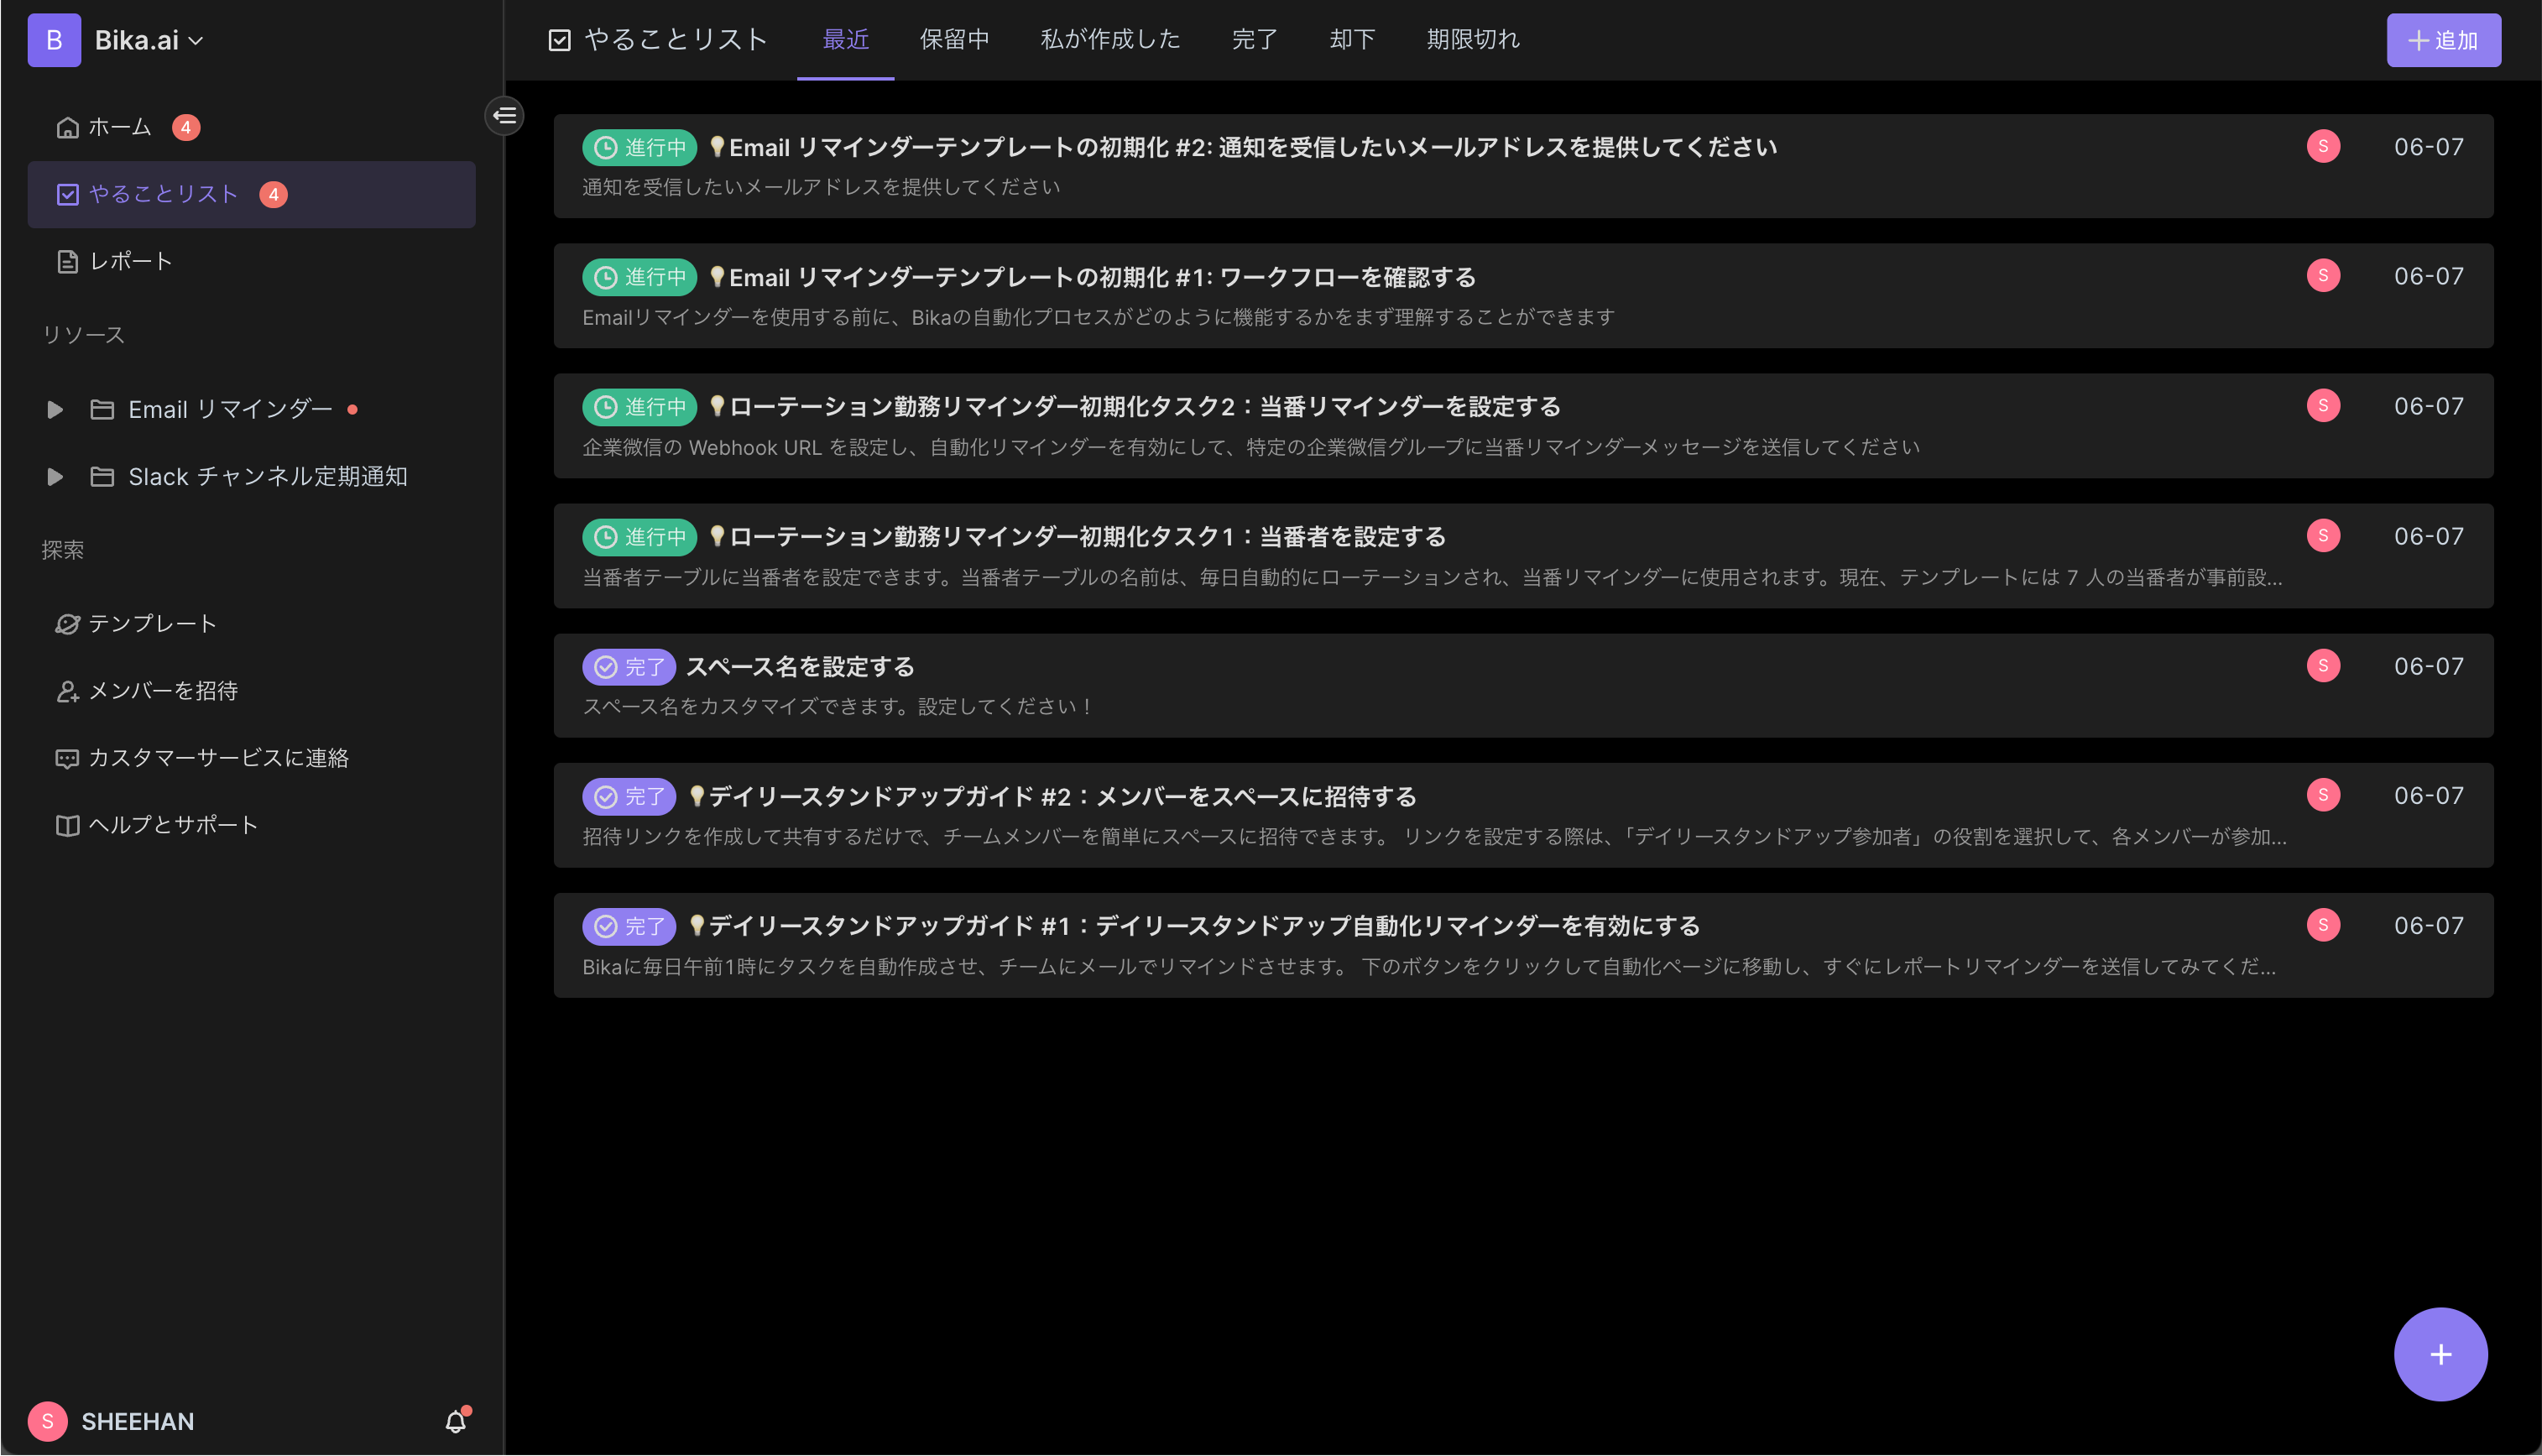 B Bika.ai
ホーム 4
やることリスト 4
レポート
リソース
Email リマインダー
Slack チャンネル定期通知
探索
テンプレート
メンバーを招待
カスタマーサービスに連絡
ヘルプとサポート
S SHEEHAN
やることリスト 最近 保留中 私が作成した 完了 却下 期限切れ 追加
進行中 Email リマインダーテンプレートの初期化 #2: 通知を受信したいメールアドレスを提供してください S 06-07
通知を受信したいメールアドレスを提供してください
進行中 Email リマインダーテンプレートの初期化 #1: ワークフローを確認する S 06-07
Emailリマインダーを使用する前に、Bikaの自動化プロセスがどのように機能するかをまず理解することができます
進行中 ローテーション勤務リマインダー初期化タスク2：当番リマインダーを設定する S 06-07
企業微信の Webhook URL を設定し、自動化リマインダーを有効にして、特定の企業微信グループに当番リマインダーメッセージを送信してください
進行中 ローテーション勤務リマインダー初期化タスク1：当番者を設定する S 06-07
当番者テーブルに当番者を設定できます。当番者テーブルの名前は、毎日自動的にローテーションされ、当番リマインダーに使用されます。現在、テンプレートには 7 人の当番者が事前設...
完了 スペース名を設定する S 06-07
スペース名をカスタマイズできます。設定してください！
完了 デイリースタンドアップガイド #2：メンバーをスペースに招待する S 06-07
招待リンクを作成して共有するだけで、チームメンバーを簡単にスペースに招待できます。 リンクを設定する際は、「デイリースタンドアップ参加者」の役割を選択して、各メンバーが参加...
完了 デイリースタンドアップガイド #1：デイリースタンドアップ自動化リマインダーを有効にする S 06-07
Bikaに毎日午前1時にタスクを自動作成させ、チームにメールでリマインドさせます。 下のボタンをクリックして自動化ページに移動し、すぐにレポートリマインダーを送信してみてくだ...